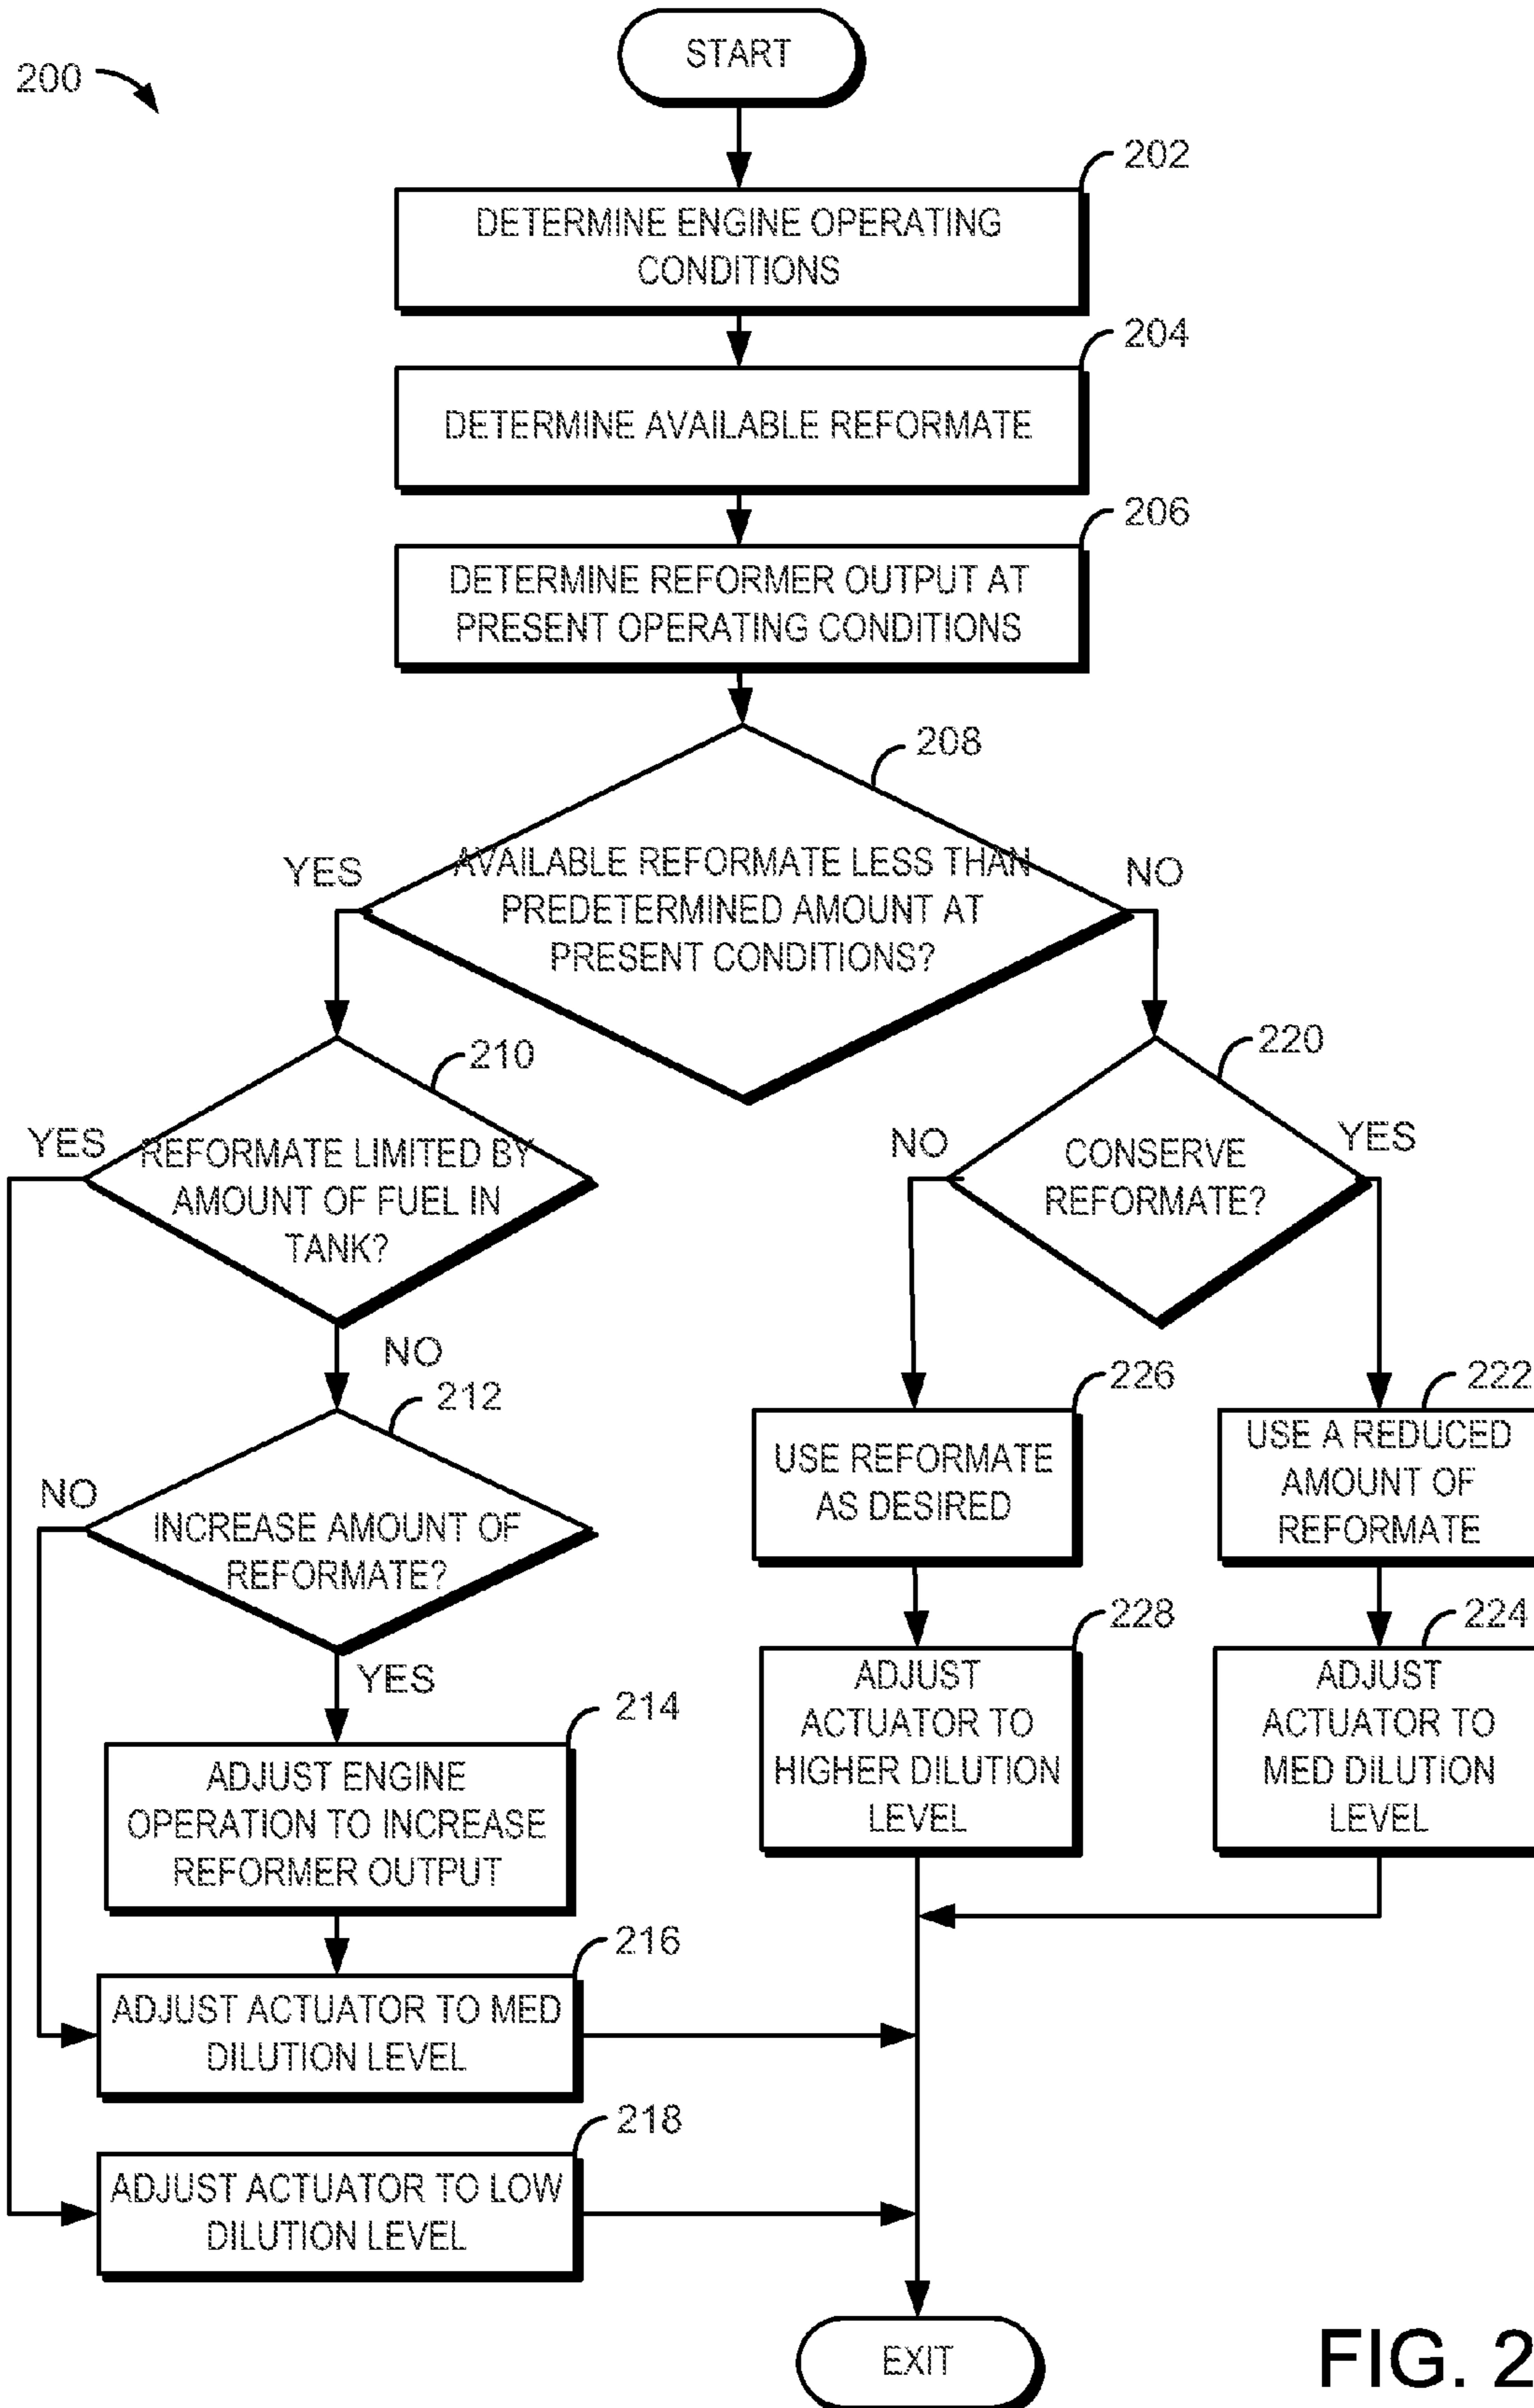 START
200
202
DETERMINE ENGINE OPERATING
CONDITIONS
204
DETERMINE AVAILABLE REFORMATE
206
DETERMINE REFORMER OUTPUT AT
PRESENT OPERATING CONDITIONS
208
YES
AVAILABLE REFORMATE LESS THAN
PREDETERMINED AMOUNT AT
PRESENT CONDITIONS?
NO
210
YES
REFORMATE LIMITED BY
AMOUNT OF FUEL IN
TANK?
NO
220
NO
CONSERVE
REFORMATE?
YES
212
NO
INCREASE AMOUNT OF
REFORMATE?
YES
226
USE REFORMATE
AS DESIRED
222
USE A REDUCED
AMOUNT OF
REFORMATE
214
ADJUST ENGINE
OPERATION TO INCREASE
REFORMER OUTPUT
228
ADJUST
ACTUATOR TO
HIGHER DILUTION
LEVEL
224
ADJUST
ACTUATOR TO
MED DILUTION
LEVEL
216
ADJUST ACTUATOR TO MED
DILUTION LEVEL
218
ADJUST ACTUATOR TO LOW
DILUTION LEVEL
EXIT
FIG. 2